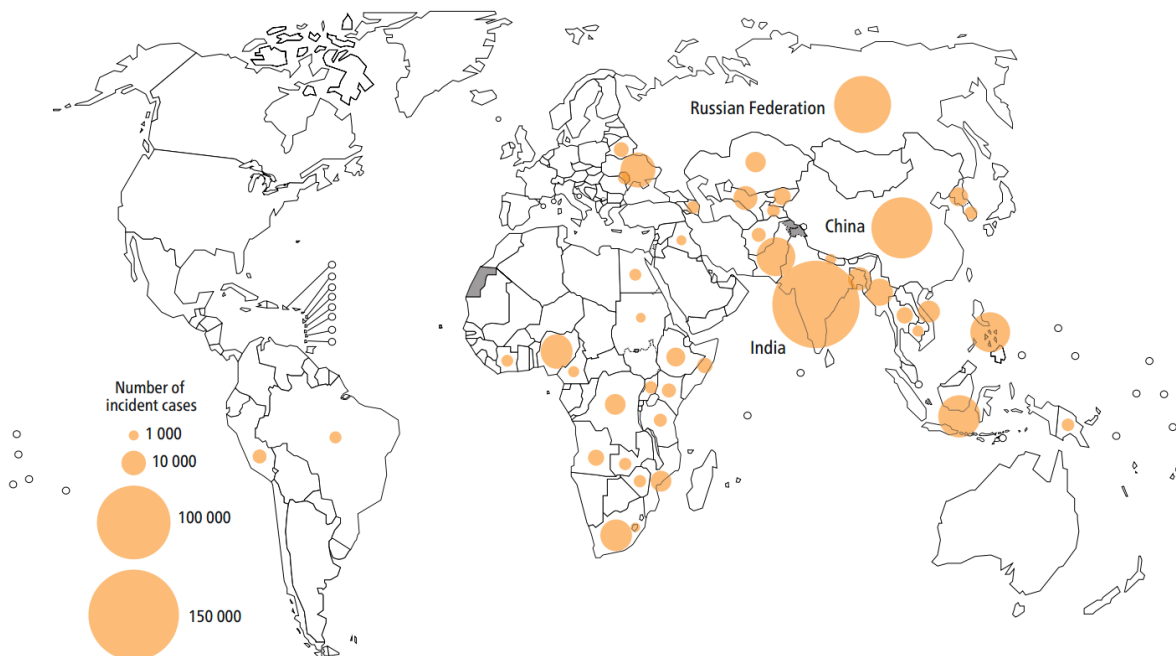 Russian Federation
China
India
Number of
incident cases
1 000
10 000
100 000
150 000